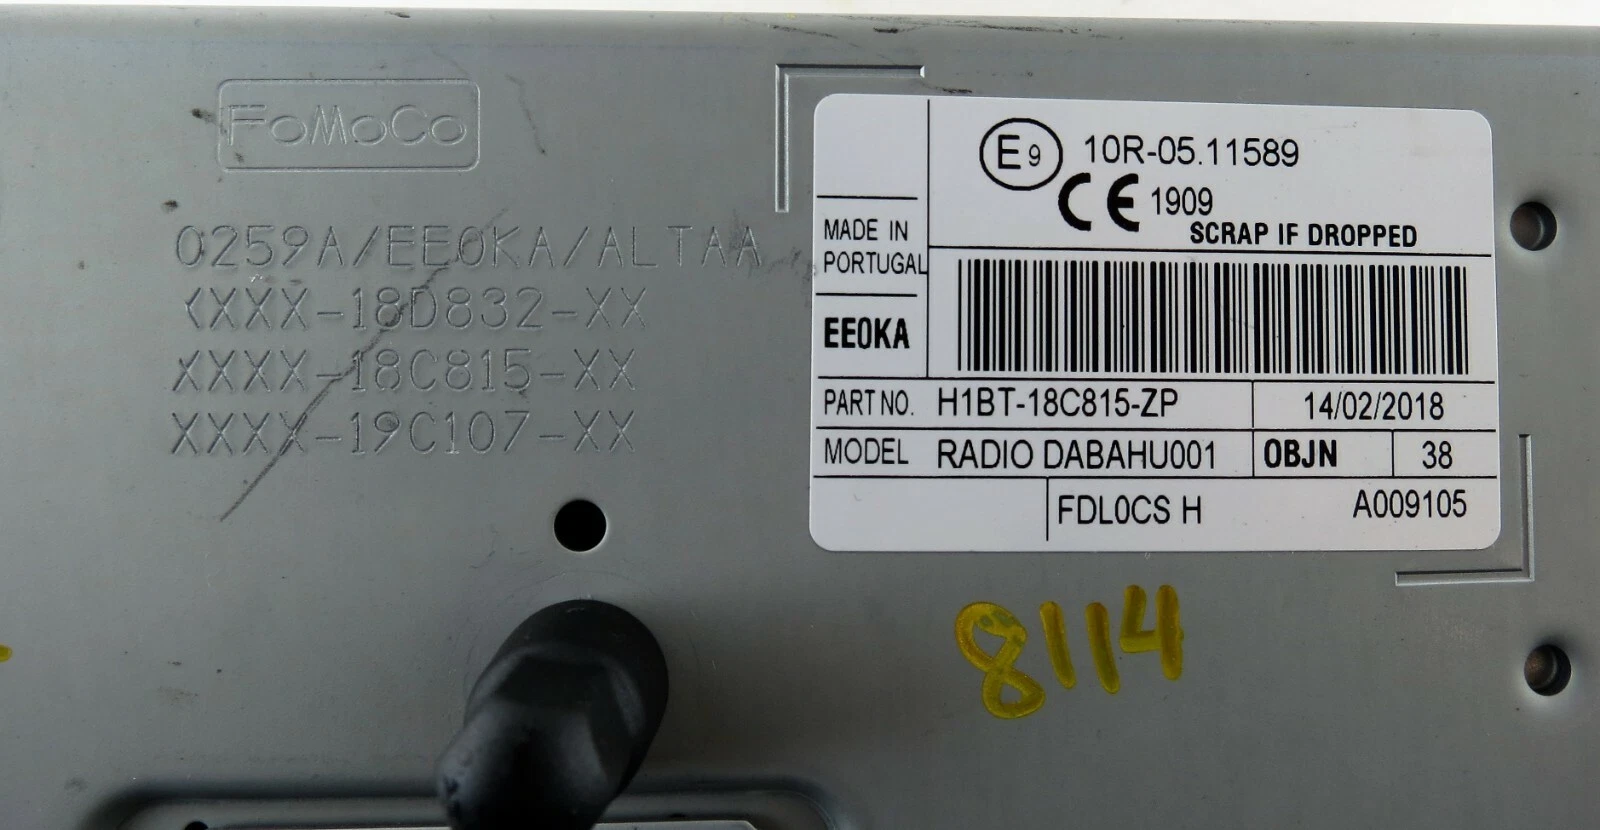 FoMoCo
0259A/EE0KA/ALTAA
XXXX-18D832-XX
XXXX-18C815-XX
XXXX-19C107-XX
E9 10R-05.11589
CE 1909
SCRAP IF DROPPED
MADE IN
PORTUGAL
EE0KA
PART NO. H1BT-18C815-ZP 14/02/2018
MODEL RADIO DABAHU001 OBJN 38
FDL0CS H A009105
8114